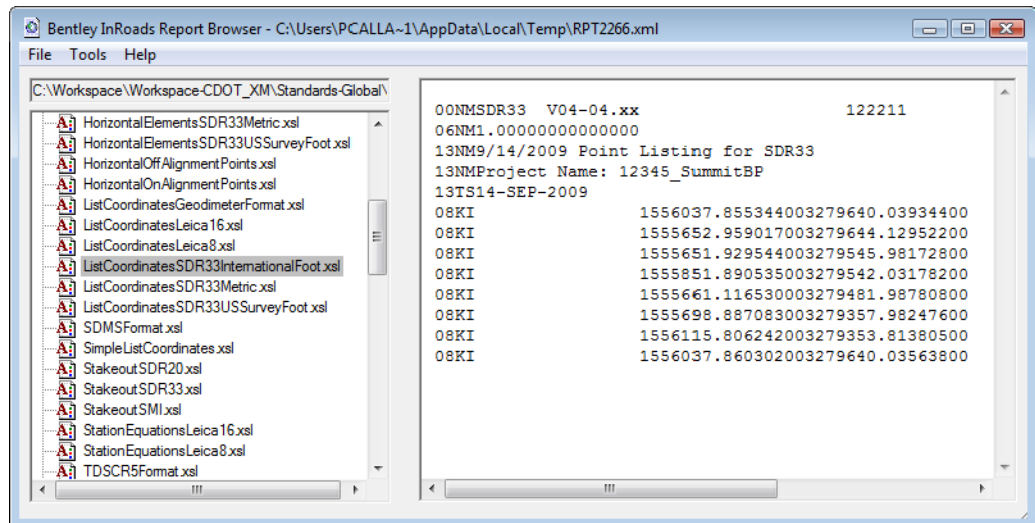 Bentley InRoads Report Browser - C:\Users\PCALLA~1\AppData\Local\Temp\RPT2266.xml
File Tools Help
C:\Workspace\Workspace-CDOT_XM\Standards-Global\
HorizontalElementsSDR33Metric.xsl
HorizontalElementsSDR33USSurveyFoot.xsl
HorizontalOffAlignmentPoints.xsl
HorizontalOnAlignmentPoints.xsl
ListCoordinatesGeodimeterFormat.xsl
ListCoordinatesLeica16.xsl
ListCoordinatesLeica8.xsl
ListCoordinatesSDR33InternationalFoot.xsl
ListCoordinatesSDR33Metric.xsl
ListCoordinatesSDR33USSurveyFoot.xsl
SDMSFormat.xsl
SimpleListCoordinates.xsl
StakeoutSDR20.xsl
StakeoutSDR33.xsl
StakeoutSMI.xsl
StationEquationsLeica16.xsl
StationEquationsLeica8.xsl
TDSCR5Format.xsl
00NMSDR33 V04-04.xx 122211
06NM1.00000000000000
13NM9/14/2009 Point Listing for SDR33
13NMProject Name: 12345_SummitBP
13TS14-SEP-2009
08KI 1556037.855344003279640.03934400
08KI 1555652.959017003279644.12952200
08KI 1555651.929544003279545.98172800
08KI 1555851.890535003279542.03178200
08KI 1555661.116530003279481.98780800
08KI 1555698.887083003279357.98247600
08KI 1556115.806242003279353.81380500
08KI 1556037.860302003279640.03563800